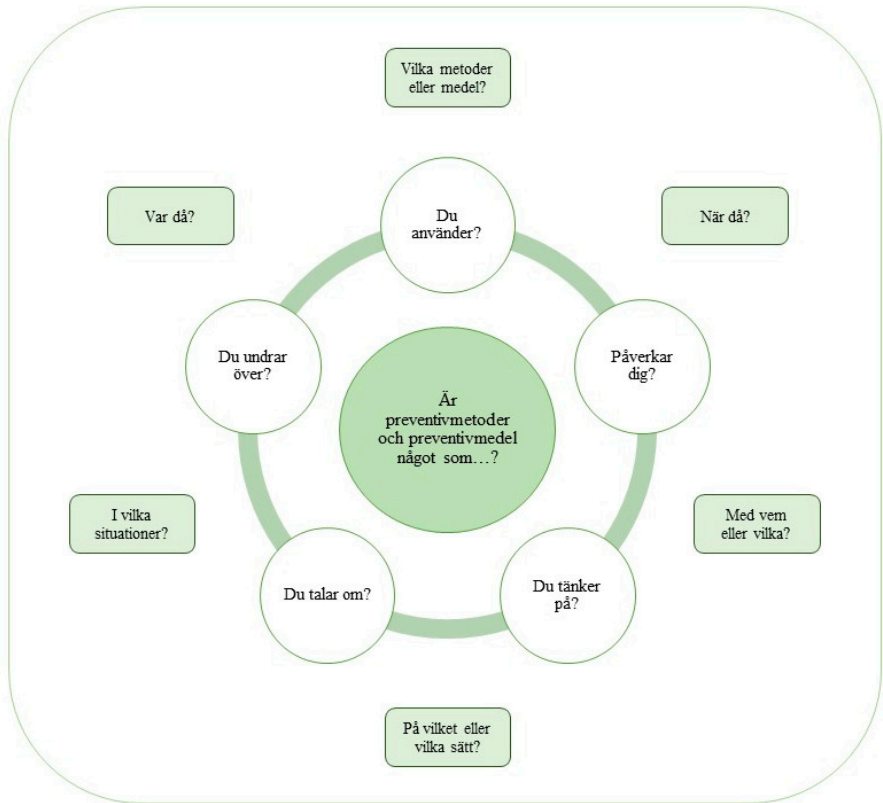 Vilka metoder
eller medel?
Var då?
När då?
Du
använder?
Du undrar
över?
Påverkar
dig?
Är
preventivmetoder
och preventivmedel
något som…?
I vilka
situationer?
Med vem
eller vilka?
Du talar om?
Du tänker
på?
På vilket eller
vilka sätt?